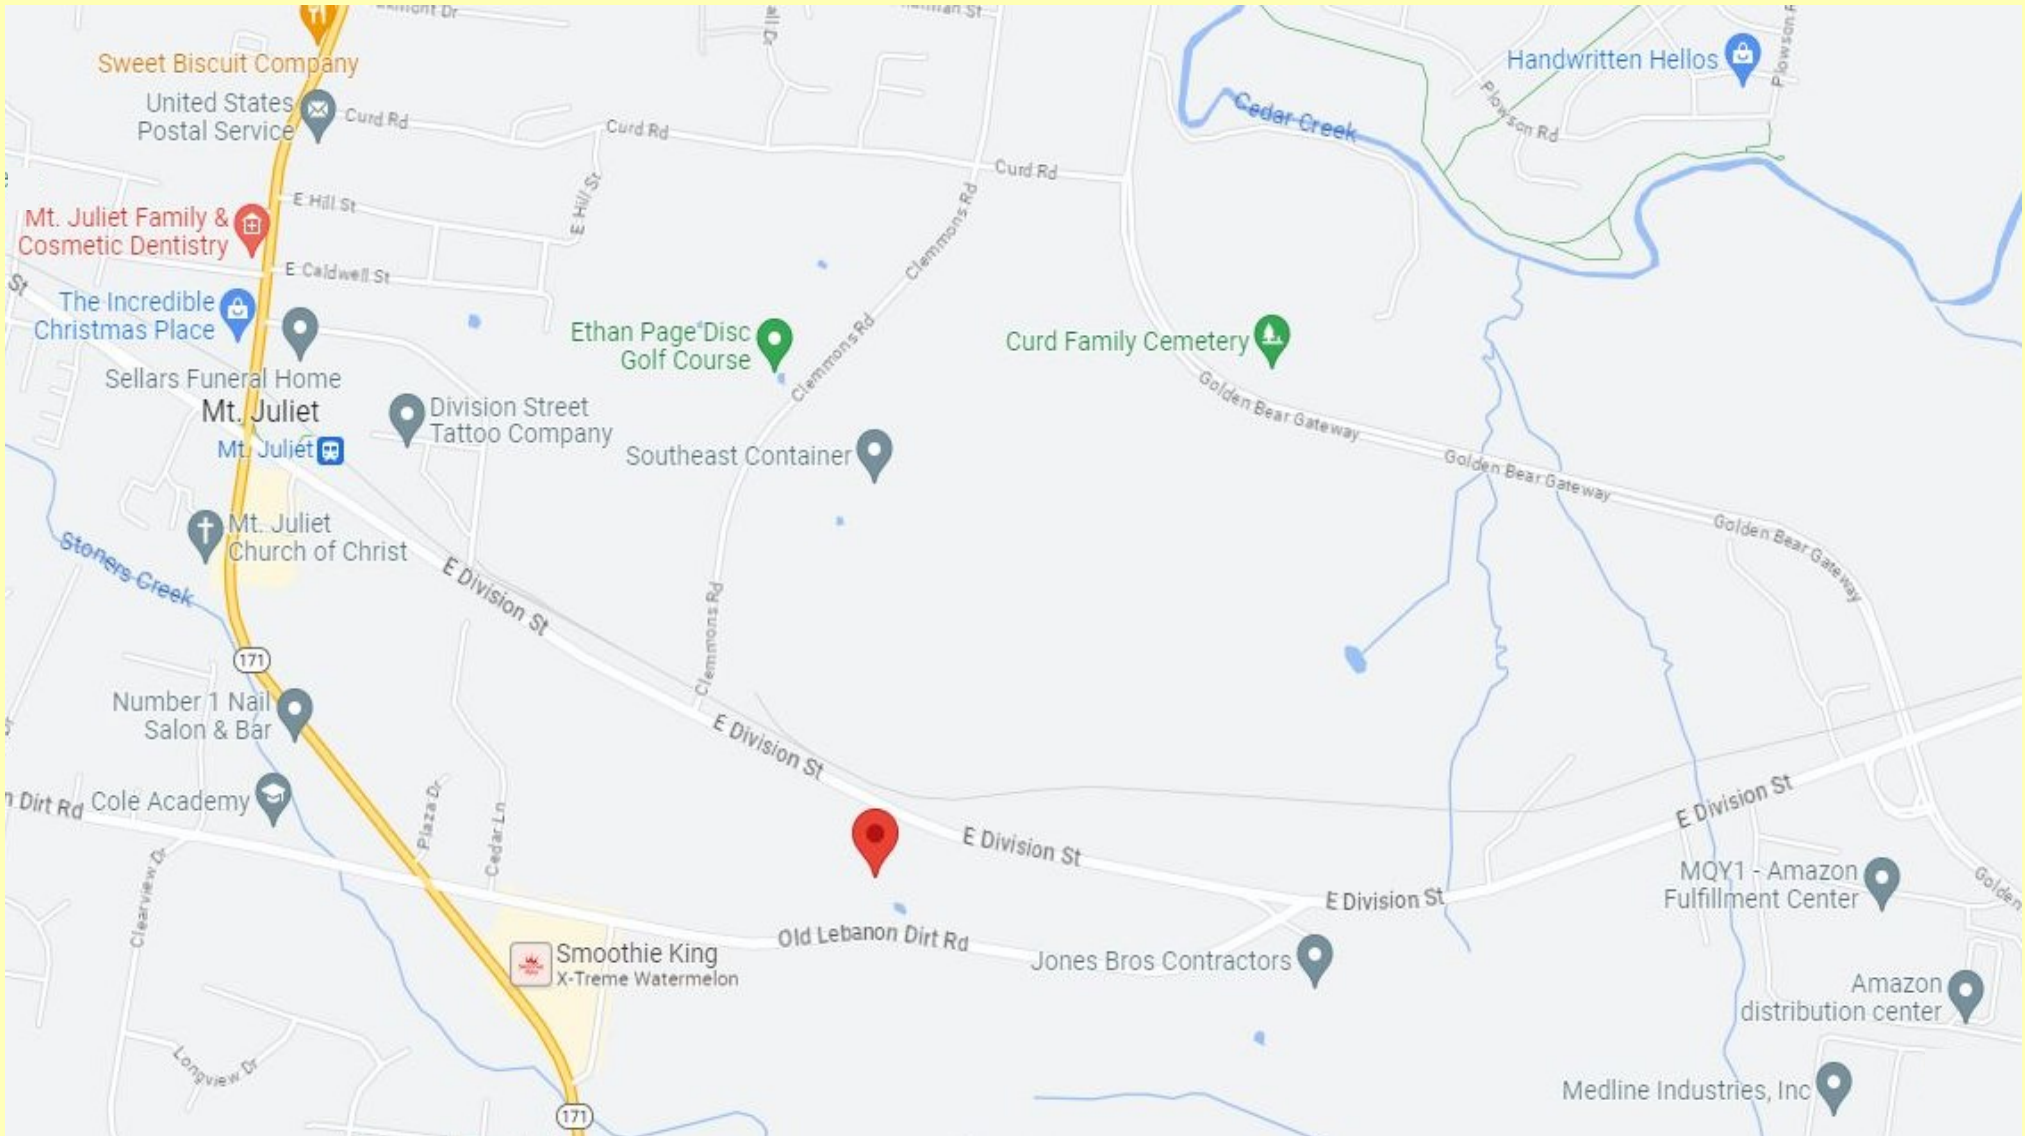 Sweet Biscuit Company
United States
Postal Service
Curd Rd
Curd Rd
Curd Rd
Cedar Creek
Handwritten Hellos
Plowson Rd
E Hill St
E Hill St
Clemmons Rd
Mt. Juliet Family &
Cosmetic Dentistry
E Caldwell St
St
The Incredible
Christmas Place
Sellars Funeral Home
Mt. Juliet
Mt. Juliet
Ethan Page Disc
Golf Course
Clemmons Rd
Curd Family Cemetery
Golden Bear Gateway
Division Street
Tattoo Company
Southeast Container
Golden Bear Gateway
Golden Bear Gateway
Mt. Juliet
Church of Christ
Stoners Creek
E Division St
Clemmons Rd
171
Number 1 Nail
Salon & Bar
E Division St
Cole Academy
Dirt Rd
Plaza Dr
Cedar Ln
Clearview Dr
E Division St
E Division St
E Division St
MQY1 - Amazon
Fulfillment Center
Golden
Old Lebanon Dirt Rd
Smoothie King
X-Treme Watermelon
Jones Bros Contractors
Amazon
distribution center
Longview Dr
Medline Industries, Inc
171